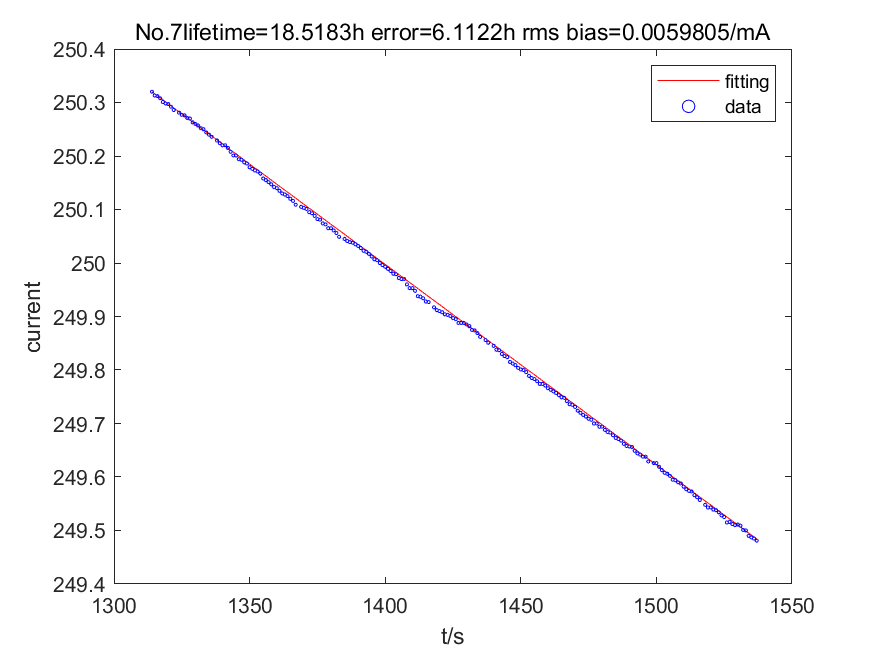 No.7lifetime=18.5183h error=6.1122h rms bias=0.0059805/mA
250.4
250.3
250.2
250.1
250
249.9
249.8
249.7
249.6
249.5
249.4
current
fitting
data
1300 1350 1400 1450 1500 1550
t/s